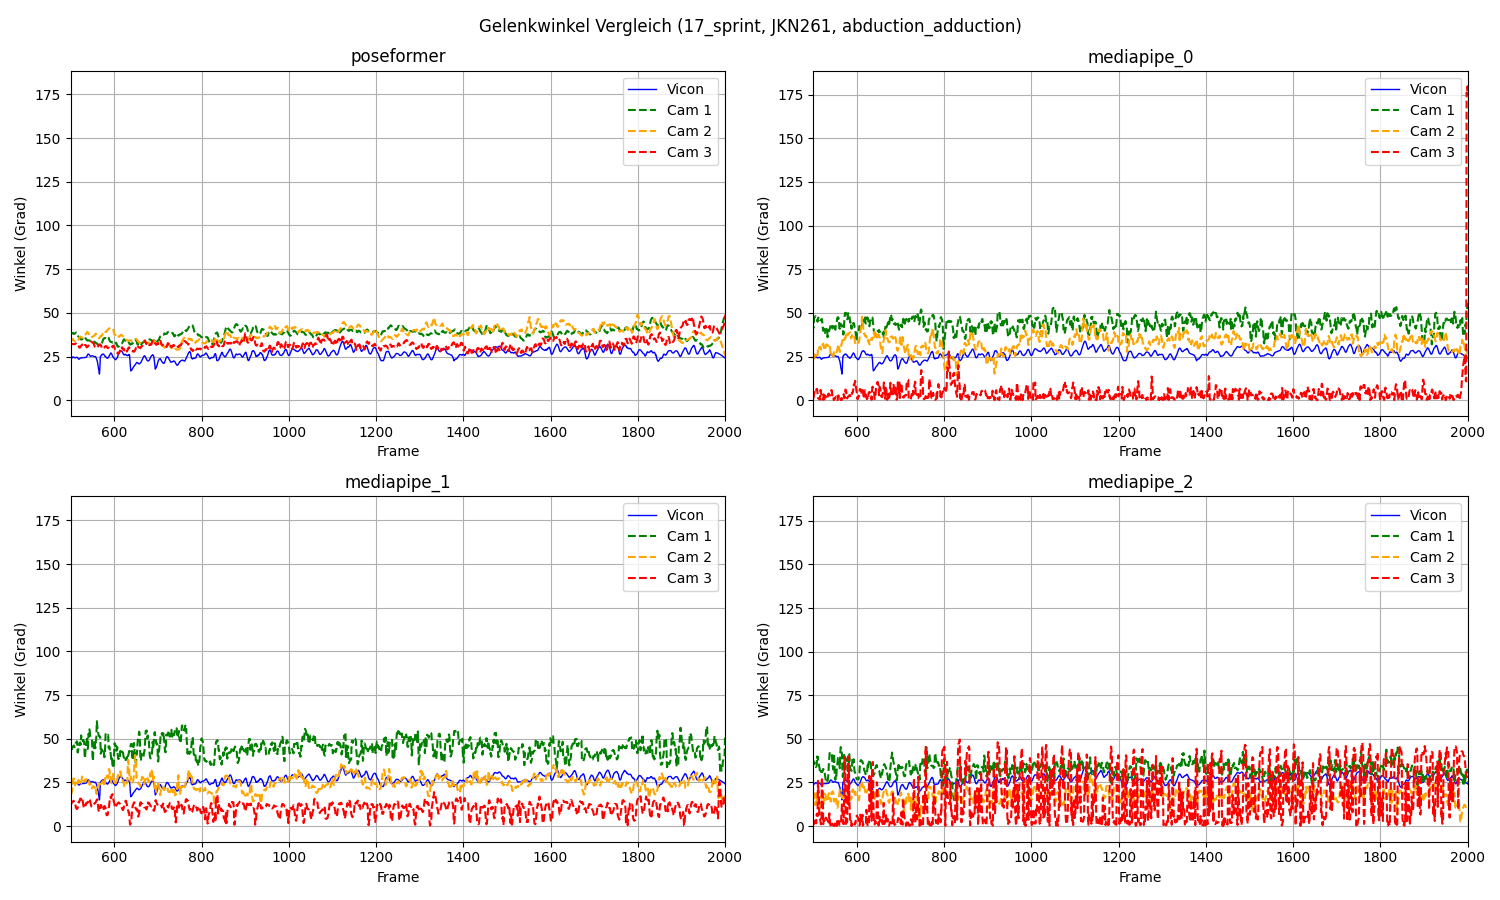 Gelenkwinkel Vergleich (17_sprint, JKN261, abduction_adduction)
poseformer
175
150
125
100
75
50
25
0
Winkel (Grad)
600 800 1000 1200 1400 1600 1800 2000
Frame
Vicon
Cam 1
Cam 2
Cam 3
mediapipe_0
175
150
125
100
75
50
25
0
Winkel (Grad)
600 800 1000 1200 1400 1600 1800 2000
Frame
Vicon
Cam 1
Cam 2
Cam 3
mediapipe_1
175
150
125
100
75
50
25
0
Winkel (Grad)
600 800 1000 1200 1400 1600 1800 2000
Frame
Vicon
Cam 1
Cam 2
Cam 3
mediapipe_2
175
150
125
100
75
50
25
0
Winkel (Grad)
600 800 1000 1200 1400 1600 1800 2000
Frame
Vicon
Cam 1
Cam 2
Cam 3